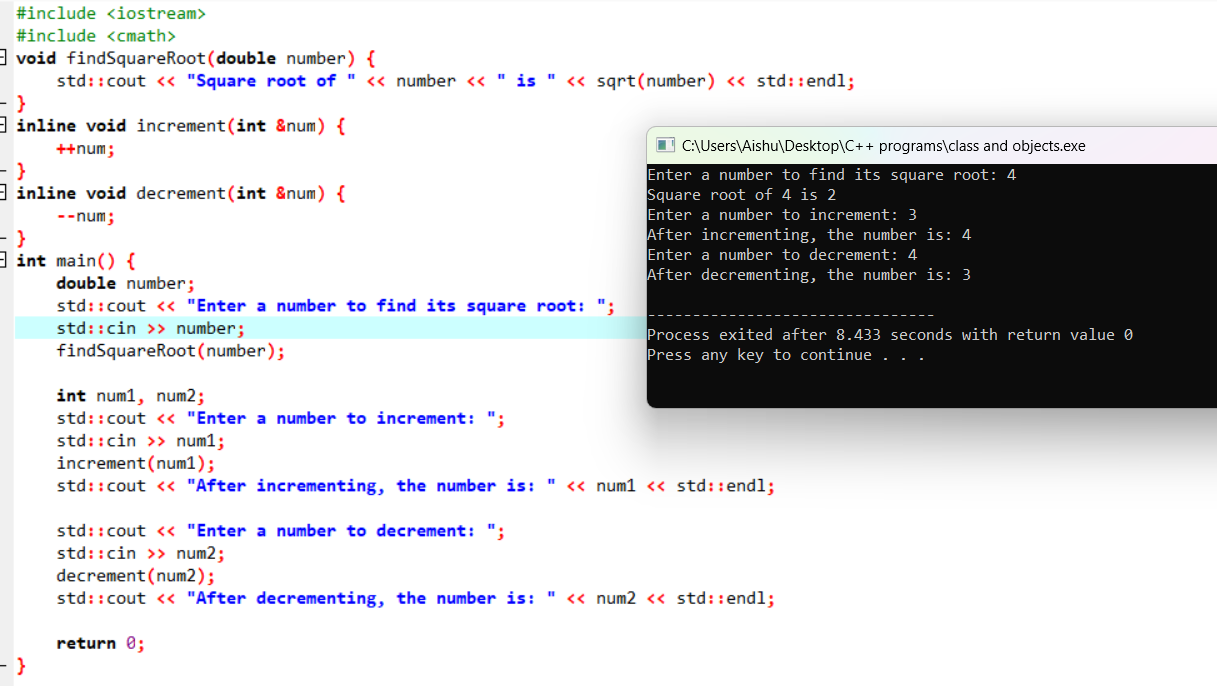 #include <iostream>
#include <cmath>
void findSquareRoot(double number) {
    std::cout << "Square root of " << number << " is " << sqrt(number) << std::endl;
}
inline void increment(int &num) {
    ++num;
}
inline void decrement(int &num) {
    --num;
}
int main() {
    double number;
    std::cout << "Enter a number to find its square root: ";
    std::cin >> number;
    findSquareRoot(number);

    int num1, num2;
    std::cout << "Enter a number to increment: ";
    std::cin >> num1;
    increment(num1);
    std::cout << "After incrementing, the number is: " << num1 << std::endl;

    std::cout << "Enter a number to decrement: ";
    std::cin >> num2;
    decrement(num2);
    std::cout << "After decrementing, the number is: " << num2 << std::endl;

    return 0;
}
C:\Users\Aishu\Desktop\C++ programs\class and objects.exe
Enter a number to find its square root: 4
Square root of 4 is 2
Enter a number to increment: 3
After incrementing, the number is: 4
Enter a number to decrement: 4
After decrementing, the number is: 3

--------------------------------
Process exited after 8.433 seconds with return value 0
Press any key to continue . . .